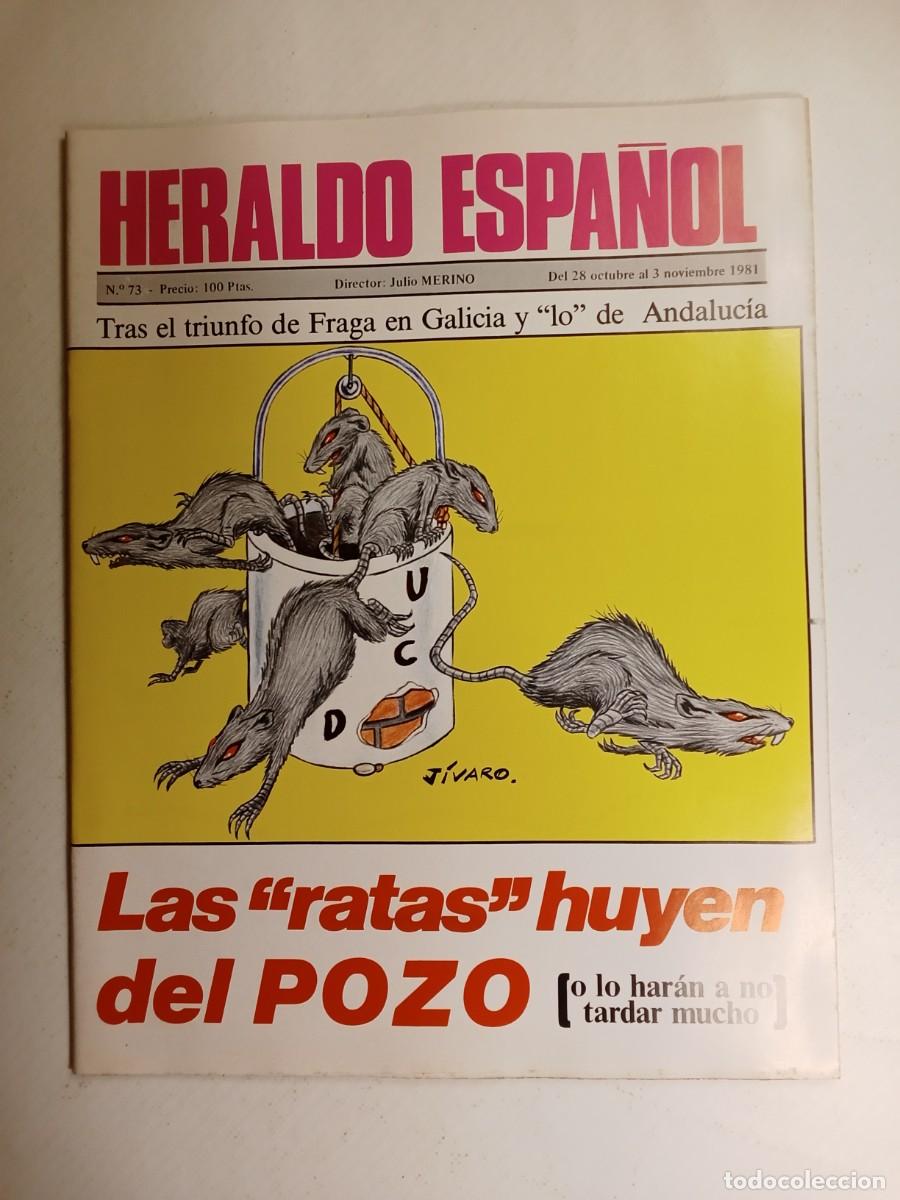 HERALDO ESPAÑOL
N.º 73 - Precio: 100 Ptas. Director: Julio MERINO Del 28 octubre al 3 noviembre 1981
Tras el triunfo de Fraga en Galicia y “lo” de Andalucía
U
C
D
JÍVARO.
Las “ratas” huyen
del POZO
[o lo harán a no
tardar mucho]
todocoleccion